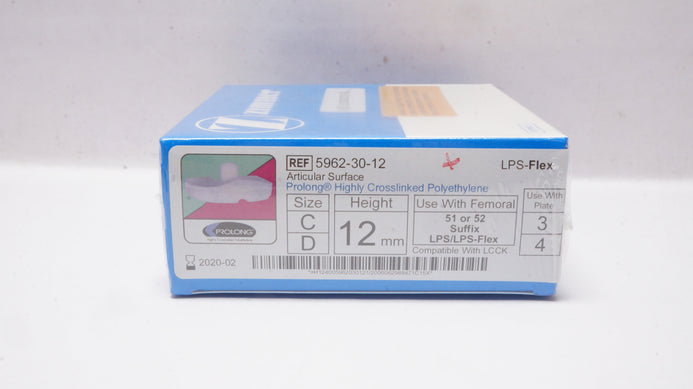 zimmer
REF 5962-30-12
LPS-Flex
Articular Surface
Prolong® Highly Crosslinked Polyethylene
Size
C
D
Height
12 mm
Use With Femoral
51 or 52
Suffix
LPS/LPS-Flex
Compatible With LCCK
Use With
Plate
3
4
PROLONG
2020-02